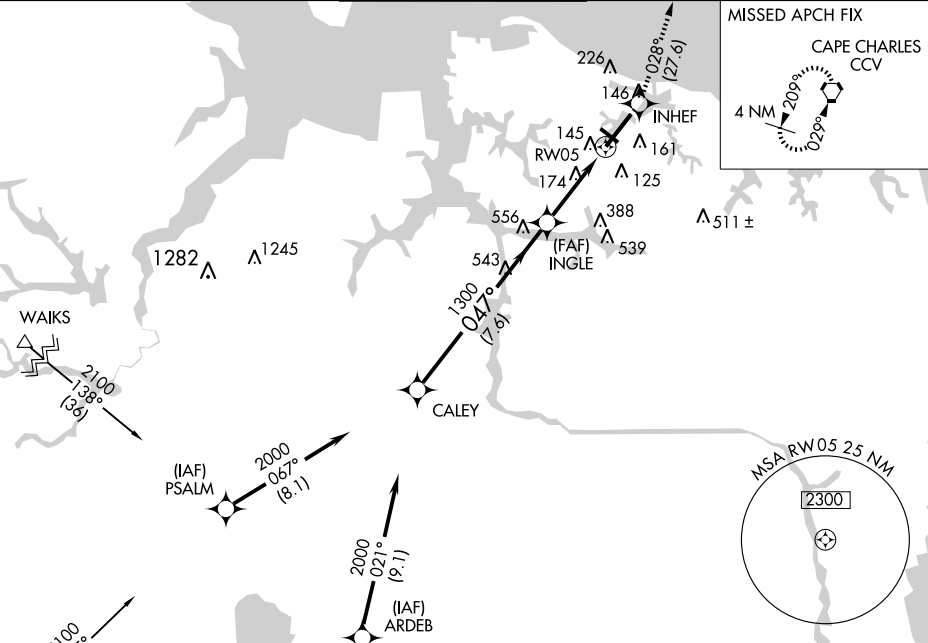 MISSED APCH FIX
CAPE CHARLES
CCV
4 NM
209°
029°
028°
(27.6)
226
146
INHEF
145
RW05
161
174
125
556
388
511 ±
(FAF)
INGLE
539
543
1282
1245
1300
047°
(7.6)
WAIKS
2100
138°
(36)
CALEY
(IAF)
PSALM
2000
067°
(8.1)
MSA RW05 25 NM
2300
2000
021°
(9.1)
(IAF)
ARDEB